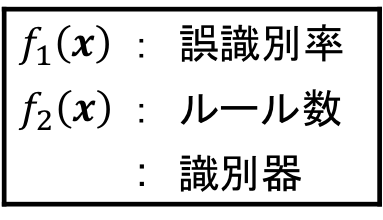 f₁(x) : 誤識別率
f₂(x) : ルール数
: 識別器